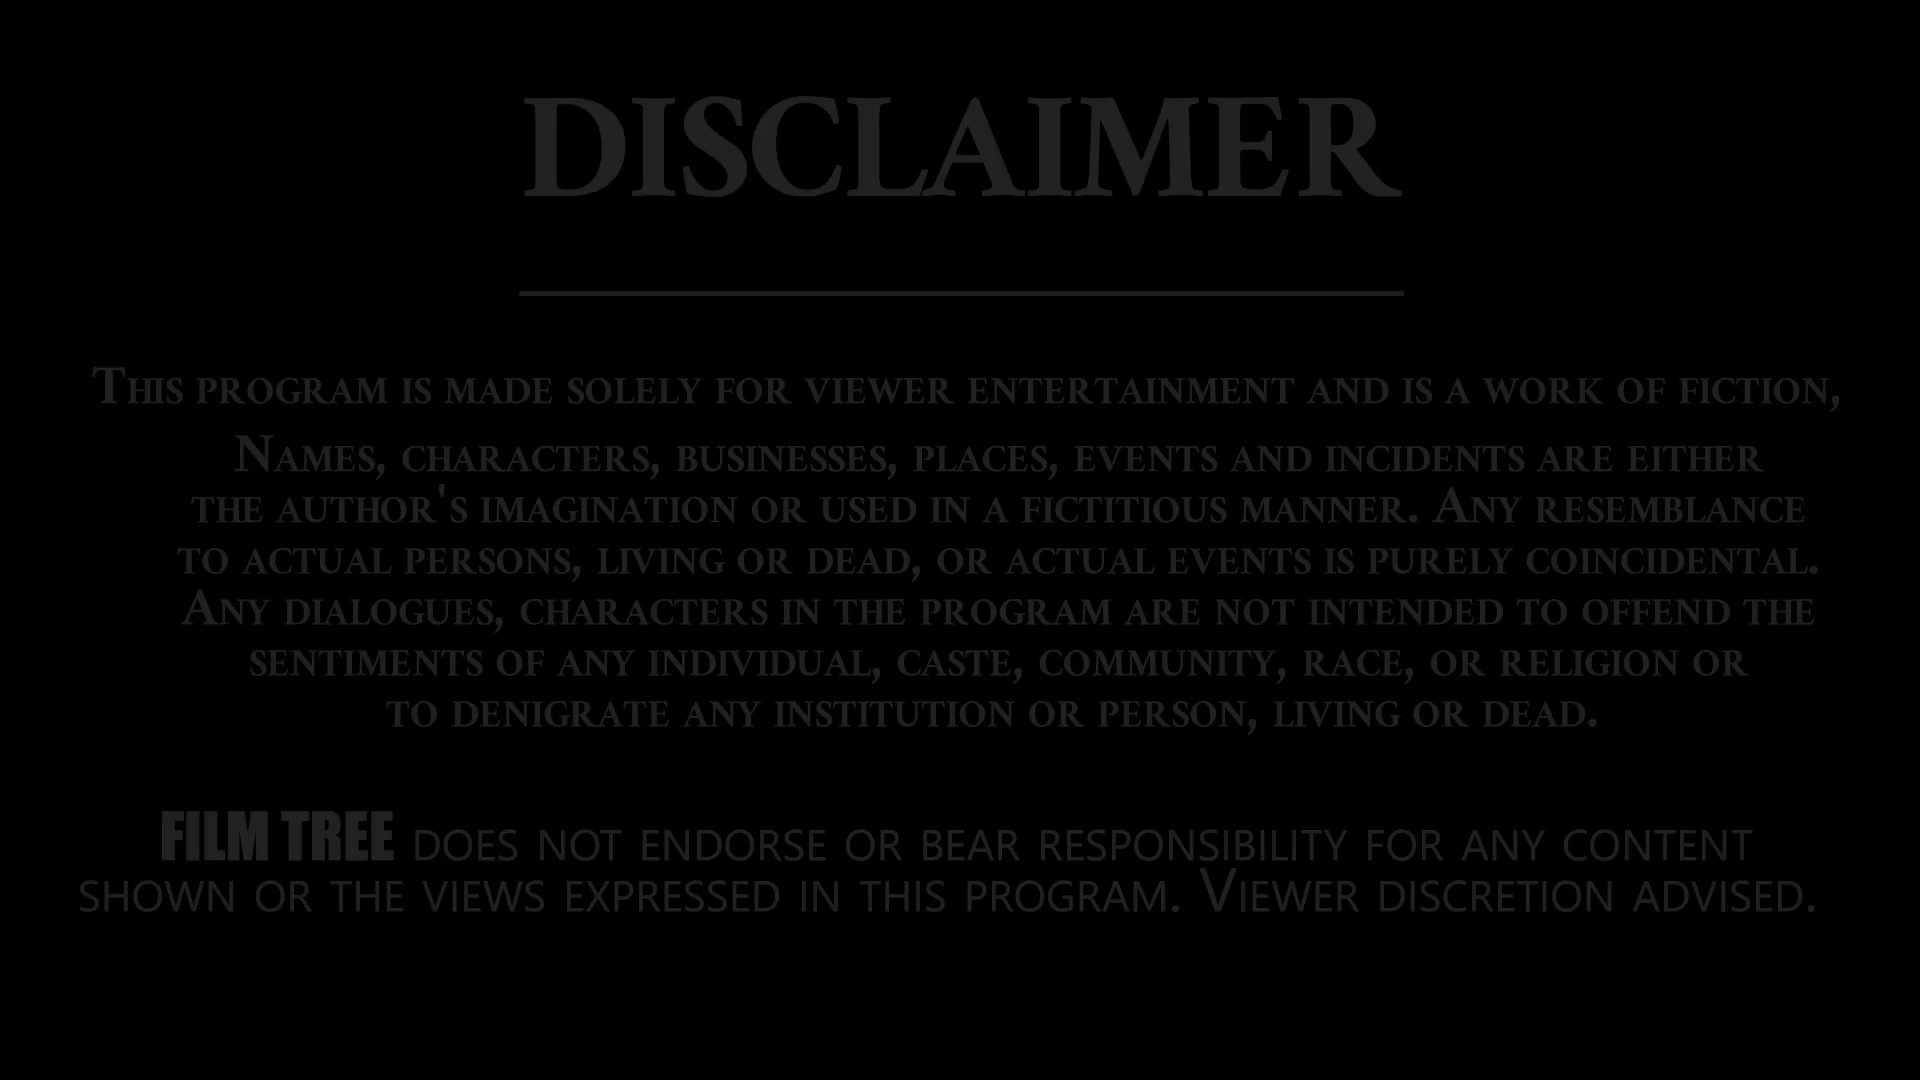 DISCLAIMER
This program is made solely for viewer entertainment and is a work of fiction,
Names, characters, businesses, places, events and incidents are either
the author's imagination or used in a fictitious manner. Any resemblance
to actual persons, living or dead, or actual events is purely coincidental.
Any dialogues, characters in the program are not intended to offend the
sentiments of any individual, caste, community, race, or religion or
to denigrate any institution or person, living or dead.
FILM TREE does not endorse or bear responsibility for any content
shown or the views expressed in this program. Viewer discretion advised.